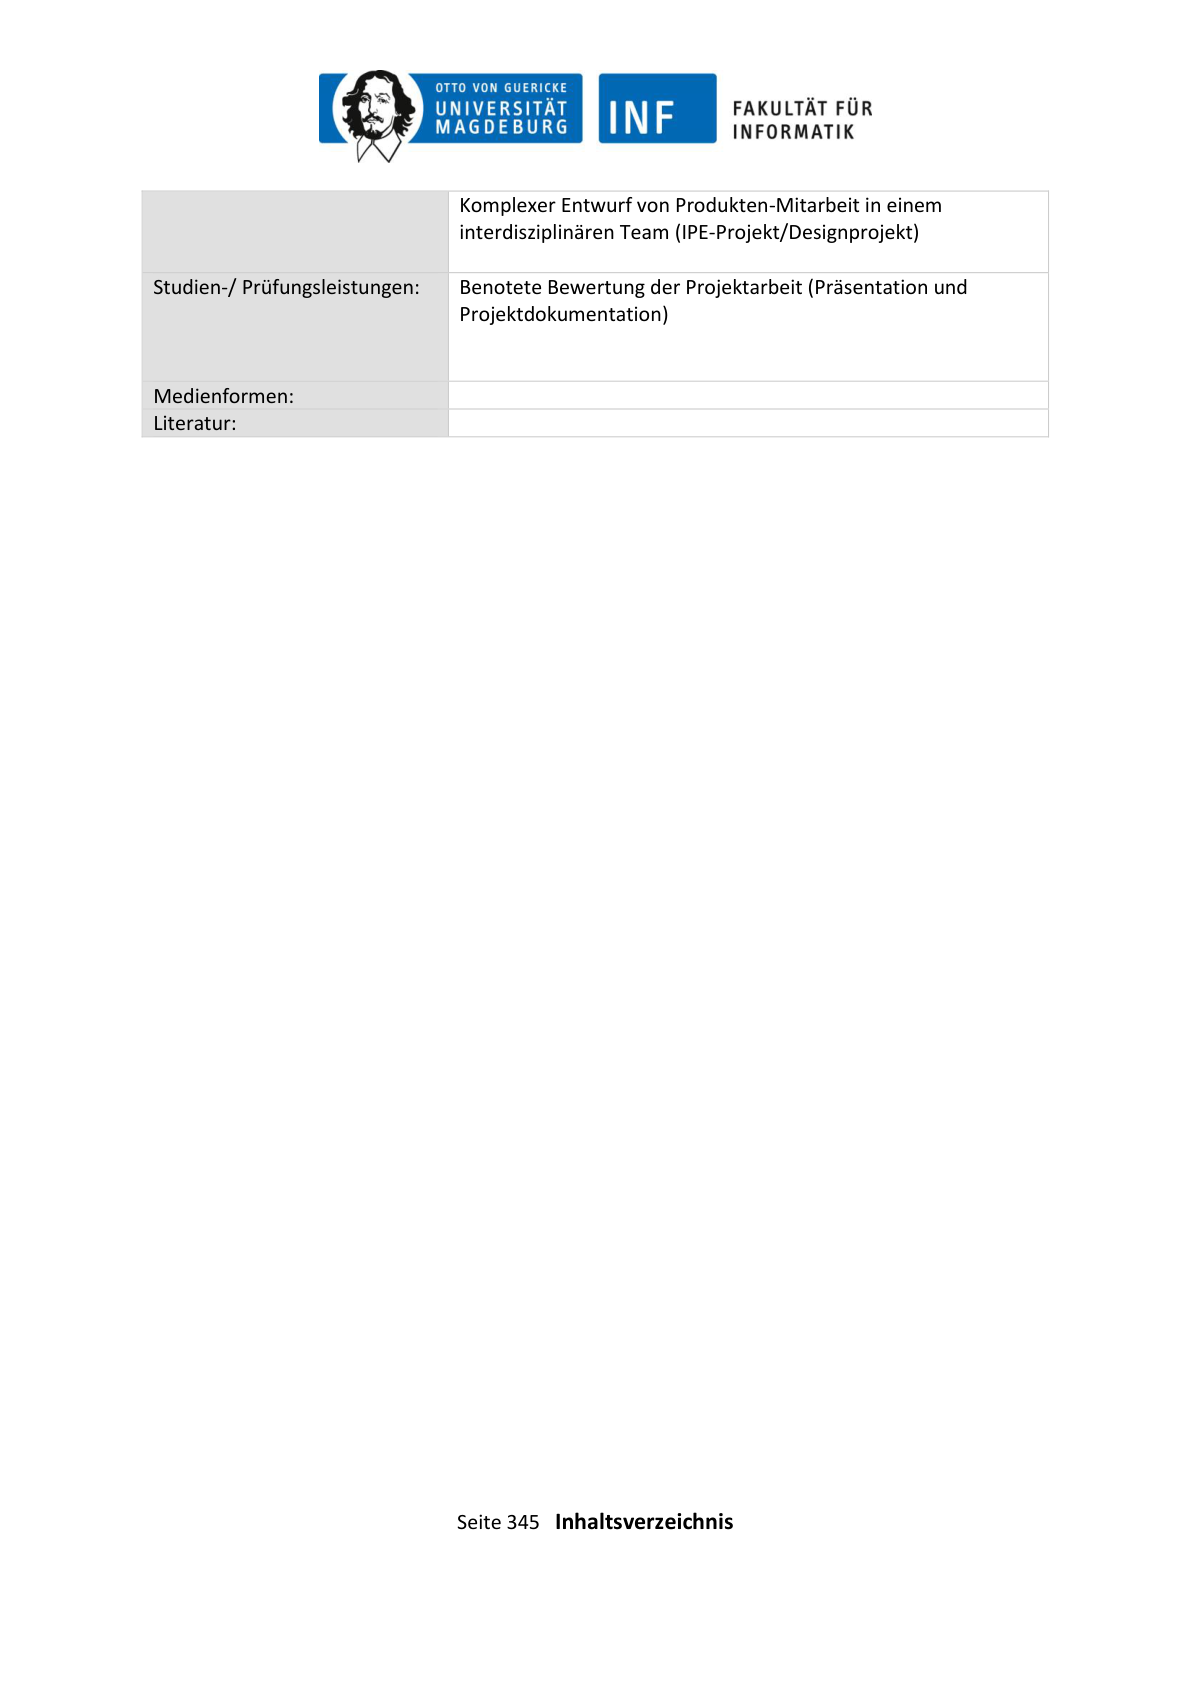 OTTO VON GUERICKE
UNIVERSITÄT
MAGDEBURG
INF
FAKULTÄT FÜR
INFORMATIK
Komplexer Entwurf von Produkten-Mitarbeit in einem
interdisziplinären Team (IPE-Projekt/Designprojekt)
Studien-/ Prüfungsleistungen:
Benotete Bewertung der Projektarbeit (Präsentation und
Projektdokumentation)
Medienformen:
Literatur:
Seite 345 Inhaltsverzeichnis